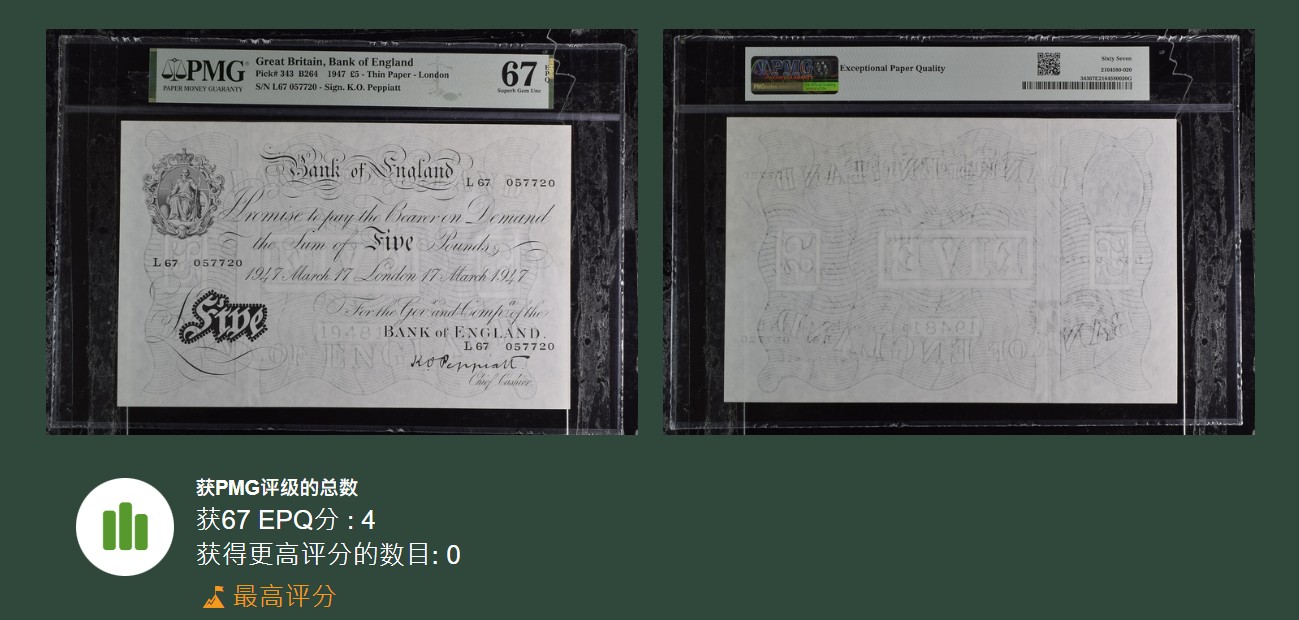 PMG
PAPER MONEY GUARANTY
Great Britain, Bank of England
Pick# 343 B264 1947 £5 - Thin Paper - London
S/N L67 057720 - Sign. K.O. Peppiatt
67
EPQ
Superb Gem Unc
Bank of England
L 67 057720
I Promise to pay the Bearer on Demand
the Sum of Five Pounds
L 67 057720
1947 March 17 London 17 March 1947
For the Govr and Compa of the
Five
BANK of ENGLAND.
L 67 057720
K O Peppiatt
Chief Cashier.
PMG
Exceptional Paper Quality
Sixty Seven
2164580-020
获PMG评级的总数
获67 EPQ分 : 4
获得更高评分的数目: 0
最高评分